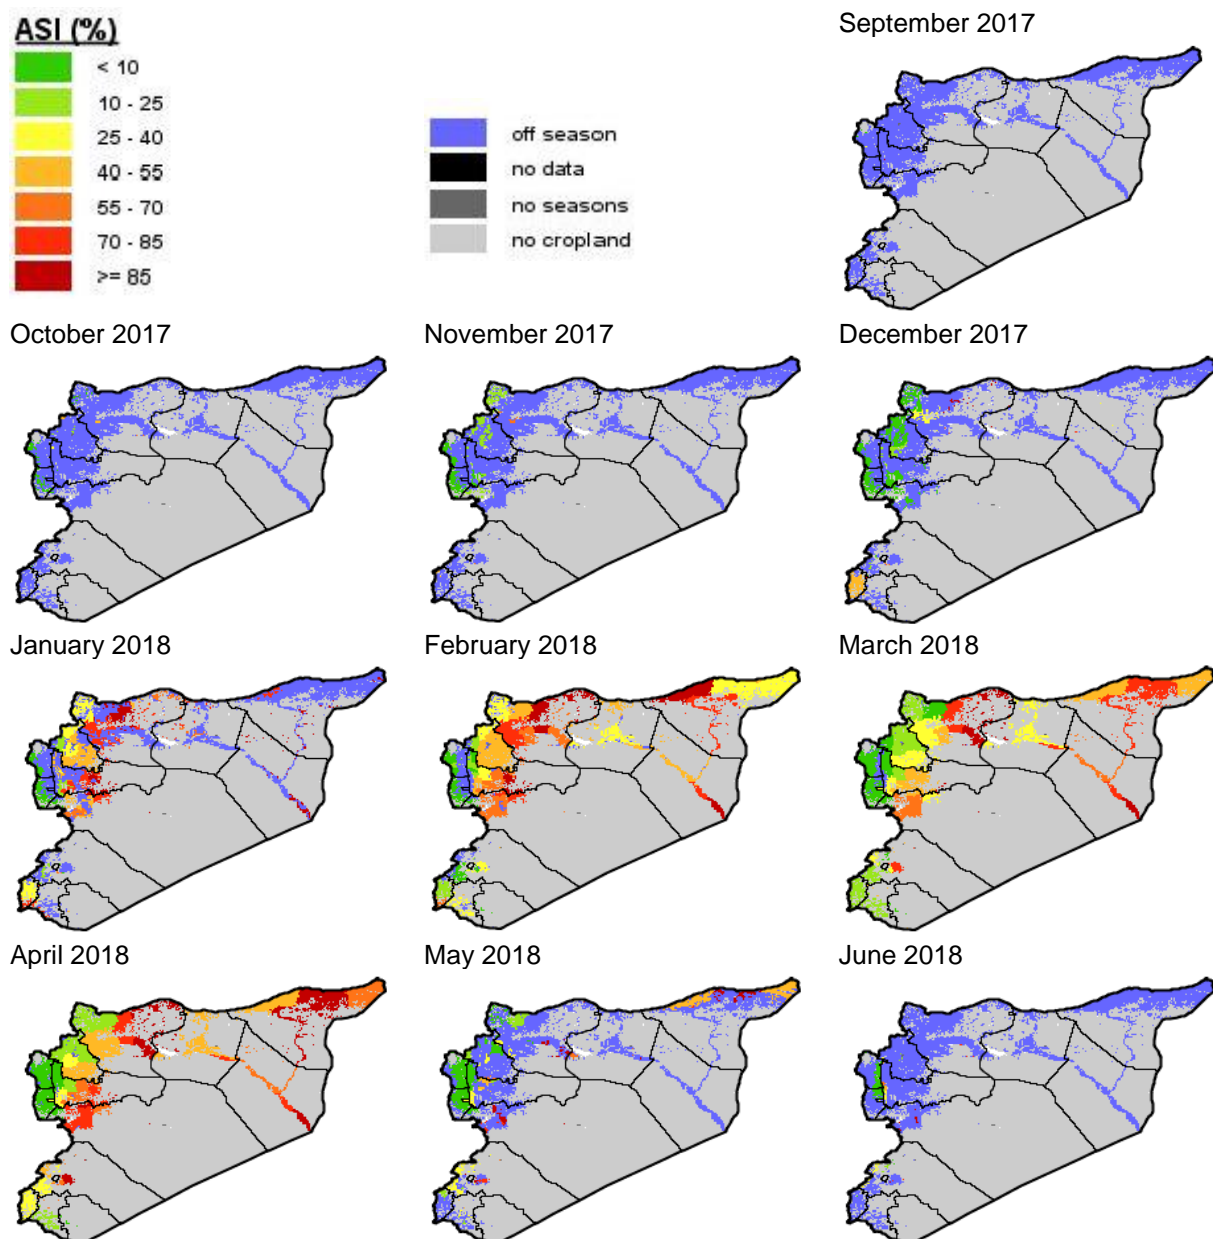 ASI (%)
< 10
10 - 25
25 - 40
40 - 55
55 - 70
70 - 85
>= 85
off season
no data
no seasons
no cropland
September 2017
October 2017
November 2017
December 2017
January 2018
February 2018
March 2018
April 2018
May 2018
June 2018